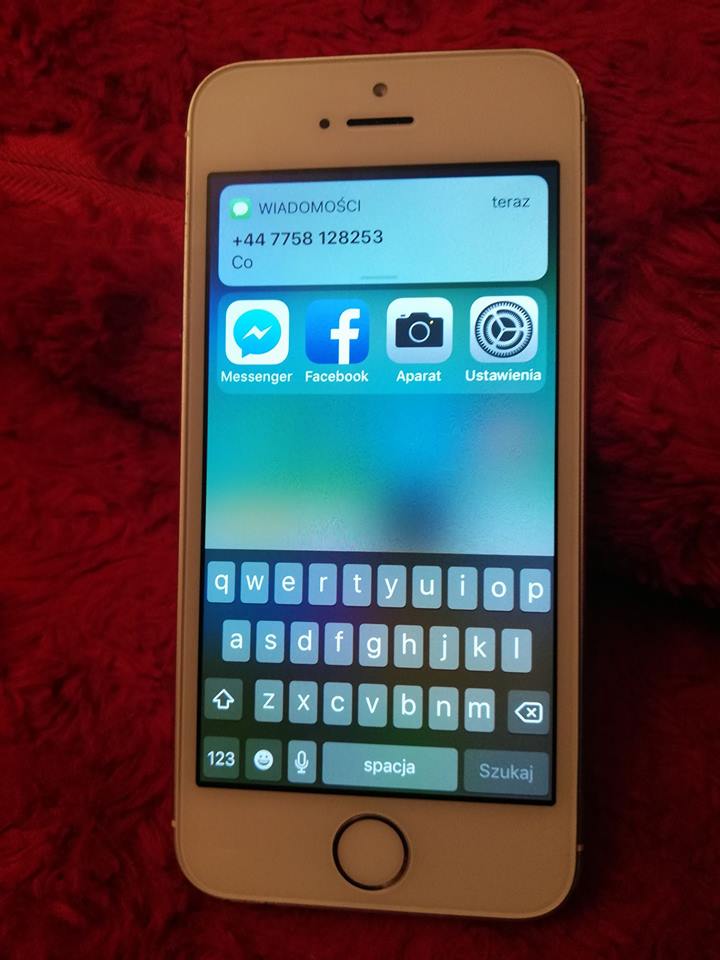 WIADOMOŚCI teraz
+44 7758 128253
Co
Messenger Facebook Aparat Ustawienia
q w e r t y u i o p
a s d f g h j k l
z x c v b n m
123 spacja Szukaj